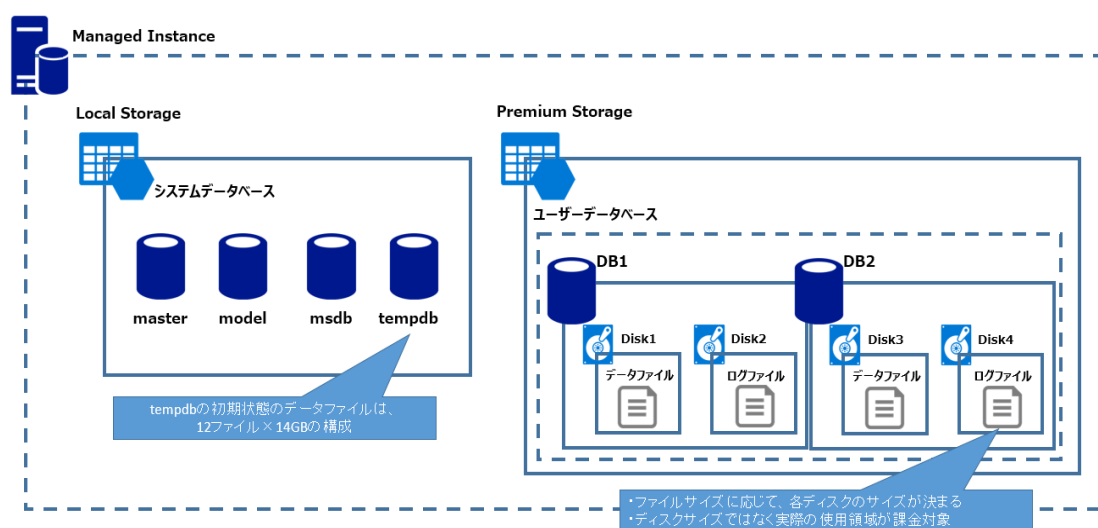 Managed Instance
Local Storage
Premium Storage
システムデータベース
ユーザーデータベース
master
model
msdb
tempdb
DB1
DB2
Disk1
Disk2
Disk3
Disk4
データファイル
ログファイル
データファイル
ログファイル
tempdbの初期状態のデータファイルは、
12ファイル×14GBの構成
・ファイルサイズに応じて、各ディスクのサイズが決まる
・ディスクサイズではなく実際の使用領域が課金対象